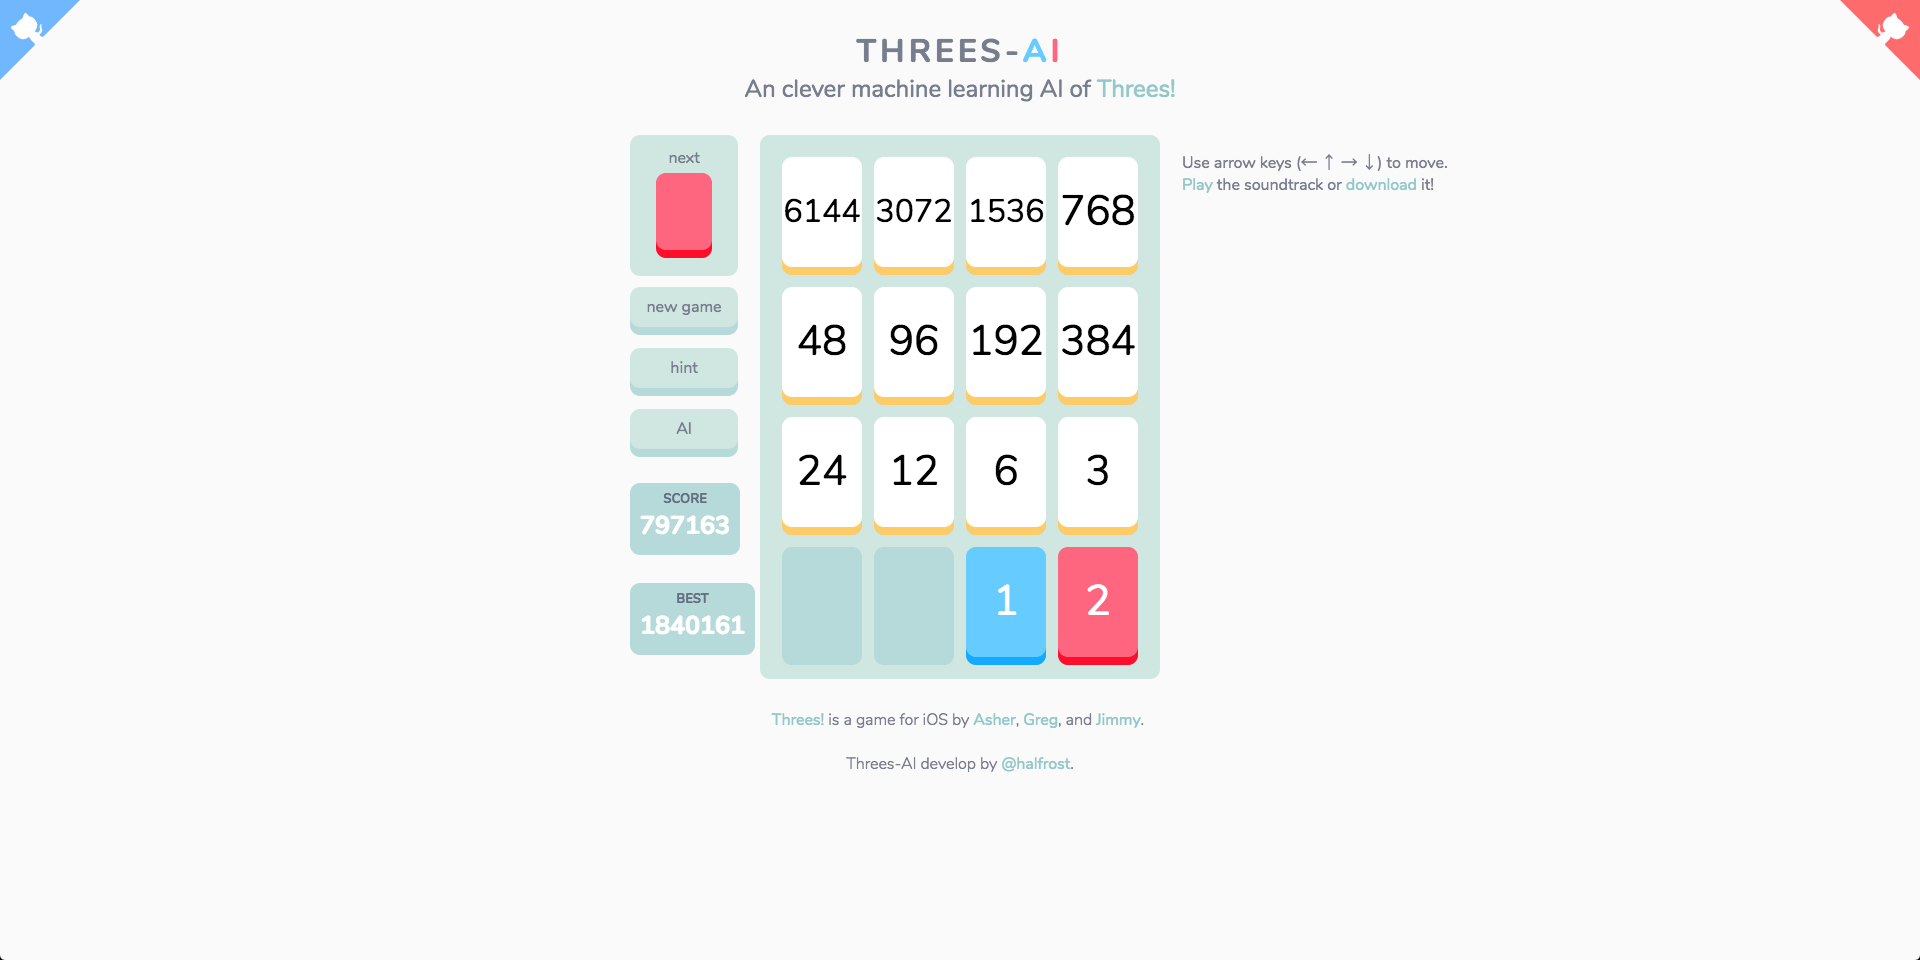 THREES-AI
An clever machine learning AI of Threes!
next
new game
hint
AI
SCORE
797163
BEST
1840161
6144 3072 1536 768
48 96 192 384
24 12 6 3
1 2
Use arrow keys (← ↑ → ↓) to move.
Play the soundtrack or download it!
Threes! is a game for iOS by Asher, Greg, and Jimmy.
Threes-AI develop by @halfrost.